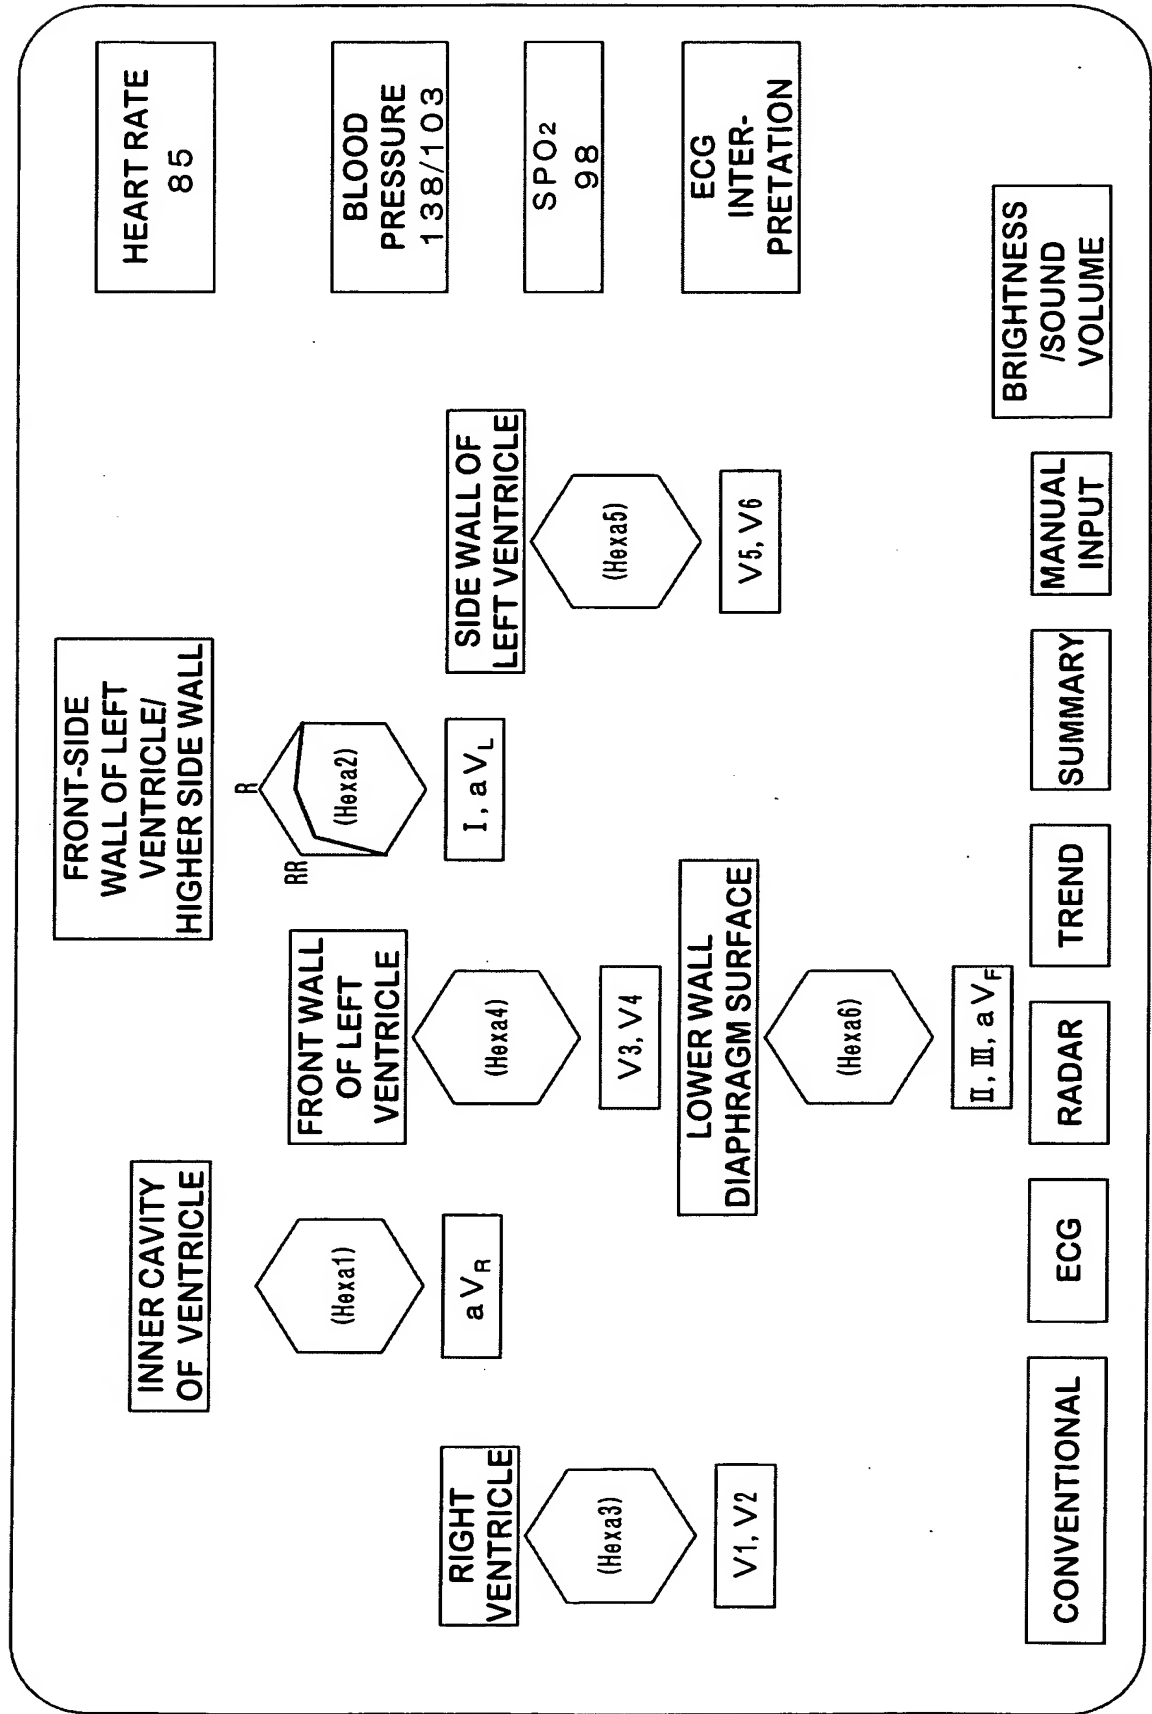 FRONT-SIDE
WALL OF LEFT
VENTRICLE/
HIGHER SIDE WALL
INNER CAVITY
OF VENTRICLE
HEART RATE
85
R
RR
(Hexa1)
(Hexa2)
FRONT WALL
OF LEFT
VENTRICLE
aVR
I, aVL
BLOOD
PRESSURE
138/103
RIGHT
VENTRICLE
(Hexa4)
SIDE WALL OF
LEFT VENTRICLE
(Hexa3)
V3, V4
(Hexa5)
SPO2
98
V1, V2
LOWER WALL
DIAPHRAGM SURFACE
V5, V6
ECG
INTER-
PRETATION
(Hexa6)
II, III, aVF
CONVENTIONAL
ECG
RADAR
TREND
SUMMARY
MANUAL
INPUT
BRIGHTNESS
/SOUND
VOLUME